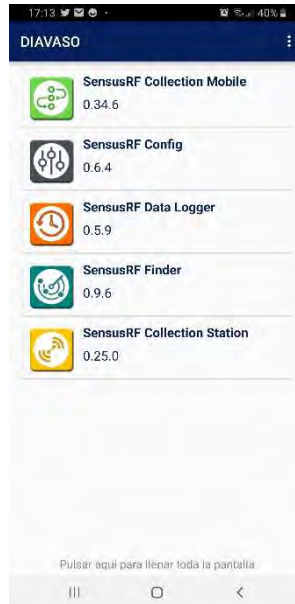 17:13 40%
DIAVASO
SensusRF Collection Mobile
0.34.6
SensusRF Config
0.6.4
SensusRF Data Logger
0.5.9
SensusRF Finder
0.9.6
SensusRF Collection Station
0.25.0
Pulsar aquí para llenar toda la pantalla